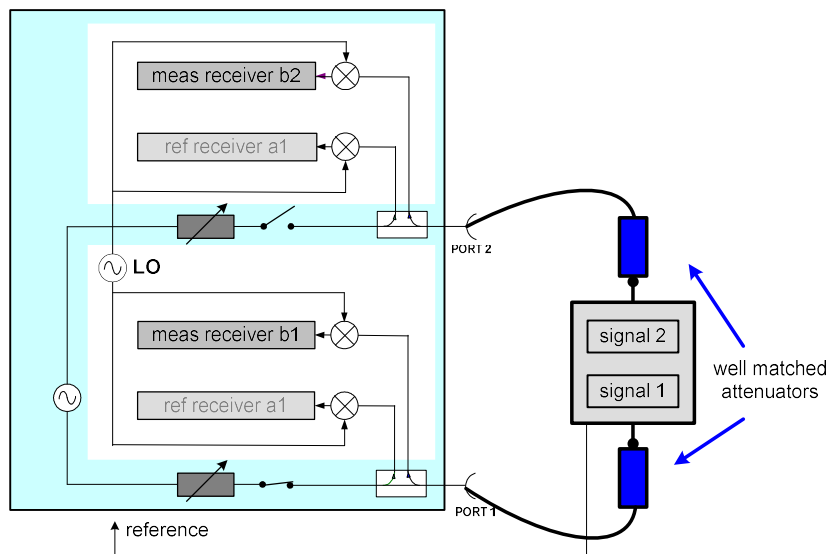 meas receiver b2
ref receiver a1
PORT 2
LO
signal 2
meas receiver b1
well matched
attenuators
signal 1
ref receiver a1
PORT 1
reference